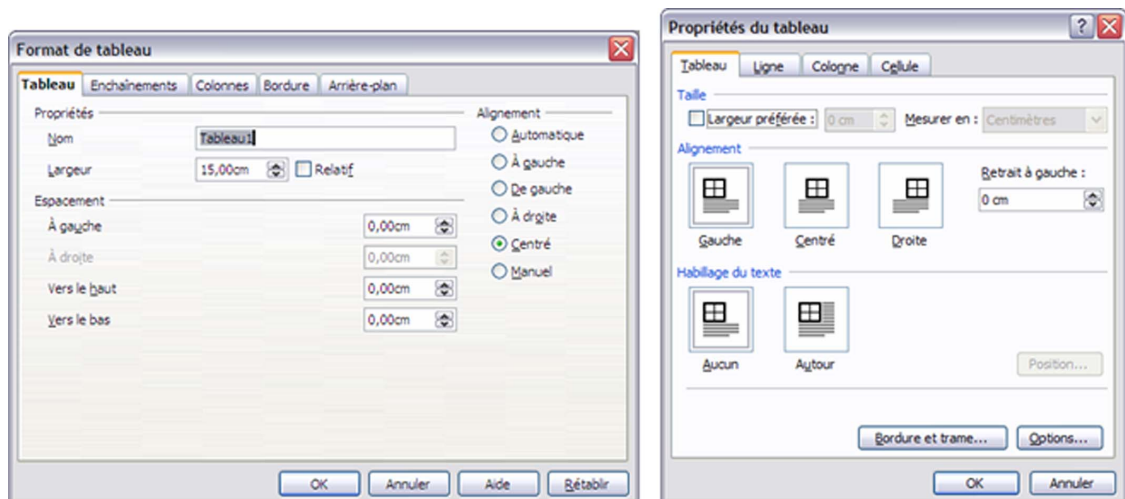 Format de tableau
Tableau Enchaînements Colonnes Bordure Arrière-plan
Propriétés
Nom Tableau1
Largeur 15,00cm Relatif
Espacement
À gauche 0,00cm
À droite 0,00cm
Vers le haut 0,00cm
Vers le bas 0,00cm
Alignement
Automatique
À gauche
De gauche
À droite
Centré
Manuel
OK Annuler Aide Rétablir
Propriétés du tableau ?
Tableau Ligne Colonne Cellule
Taille
Largeur préférée : 0 cm Mesurer en : Centimètres
Alignement
Retrait à gauche :
0 cm
Gauche Centré Droite
Habillage du texte
Aucun Autour
Position...
Bordure et trame... Options...
OK Annuler